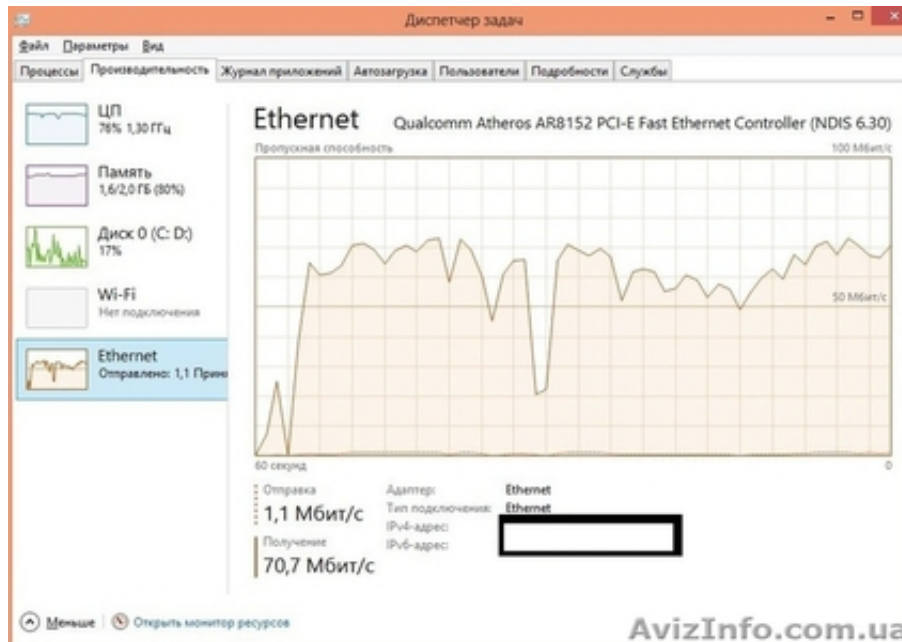 Диспетчер задач
Файл Параметры Вид
Процессы Производительность Журнал приложений Автозагрузка Пользователи Подробности Службы
ЦП
76% 1,30 ГГц
Память
1,6/2,0 ГБ (80%)
Диск 0 (C: D:)
17%
Wi-Fi
Нет подключения
Ethernet
Отправлено: 1,1 Прин
Ethernet Qualcomm Atheros AR8152 PCI-E Fast Ethernet Controller (NDIS 6.30)
Пропускная способность 100 Мбит/с
50 Мбит/с
60 секунд 0
Отправка
1,1 Мбит/с
Получение
70,7 Мбит/с
Адаптер: Ethernet
Тип подключения: Ethernet
IPv4-адрес:
IPv6-адрес:
Меньше Открыть монитор ресурсов
AvizInfo.com.ua